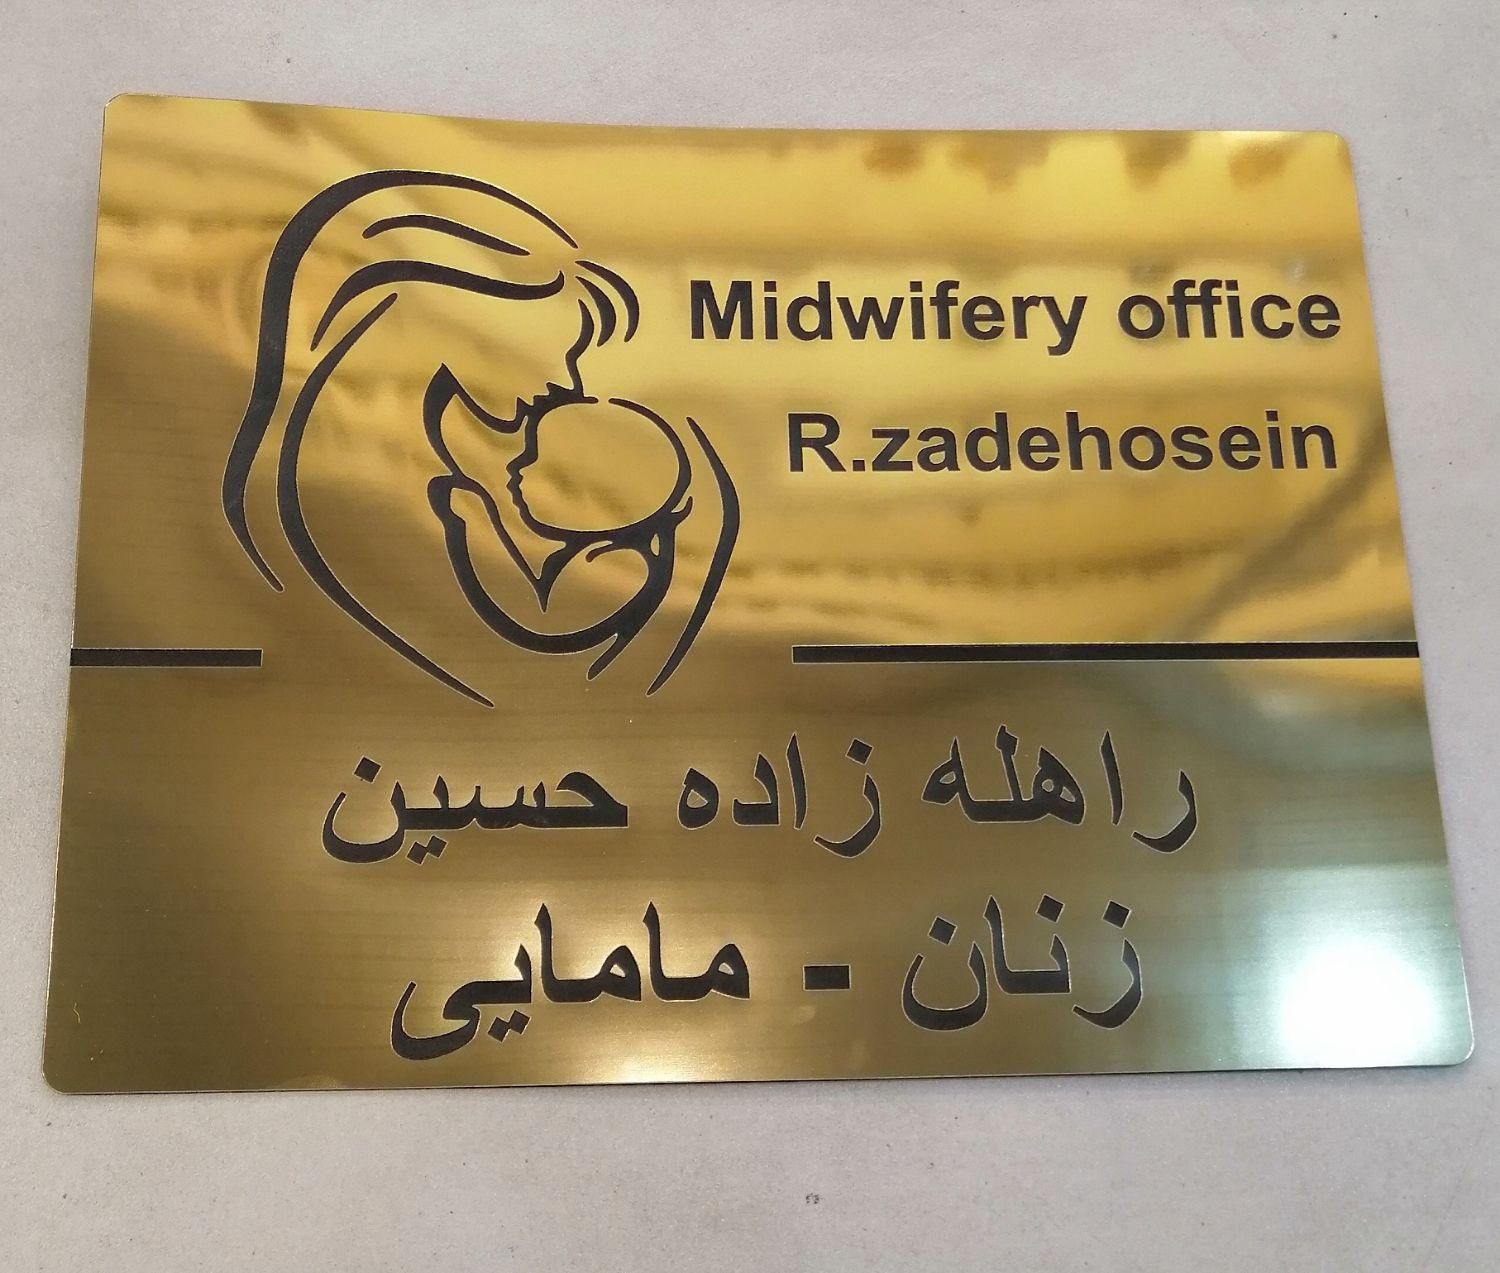 Midwifery office
R.zadehosein
راهله زاده حسین
زنان - مامایی